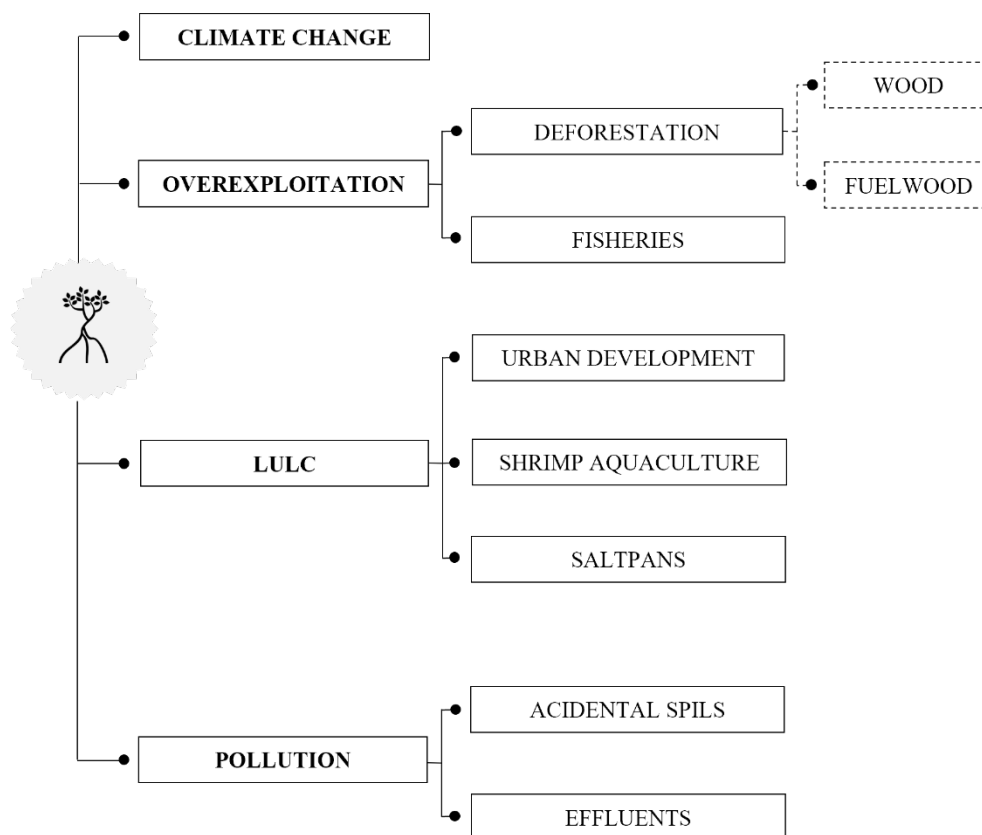 CLIMATE CHANGE
OVEREXPLOITATION
DEFORESTATION
WOOD
FUELWOOD
FISHERIES
LULC
URBAN DEVELOPMENT
SHRIMP AQUACULTURE
SALTPANS
POLLUTION
ACIDENTAL SPILS
EFFLUENTS